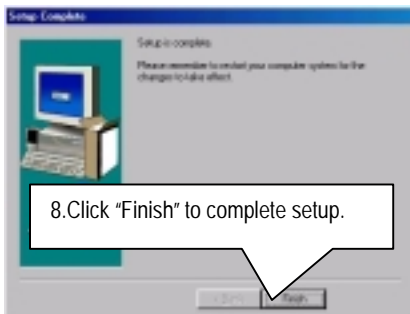 Setup Complete
Setup is complete.
Please remember to restart your computer system for the
changes to take effect.
8.Click “Finish” to complete setup.
< Back
Finish